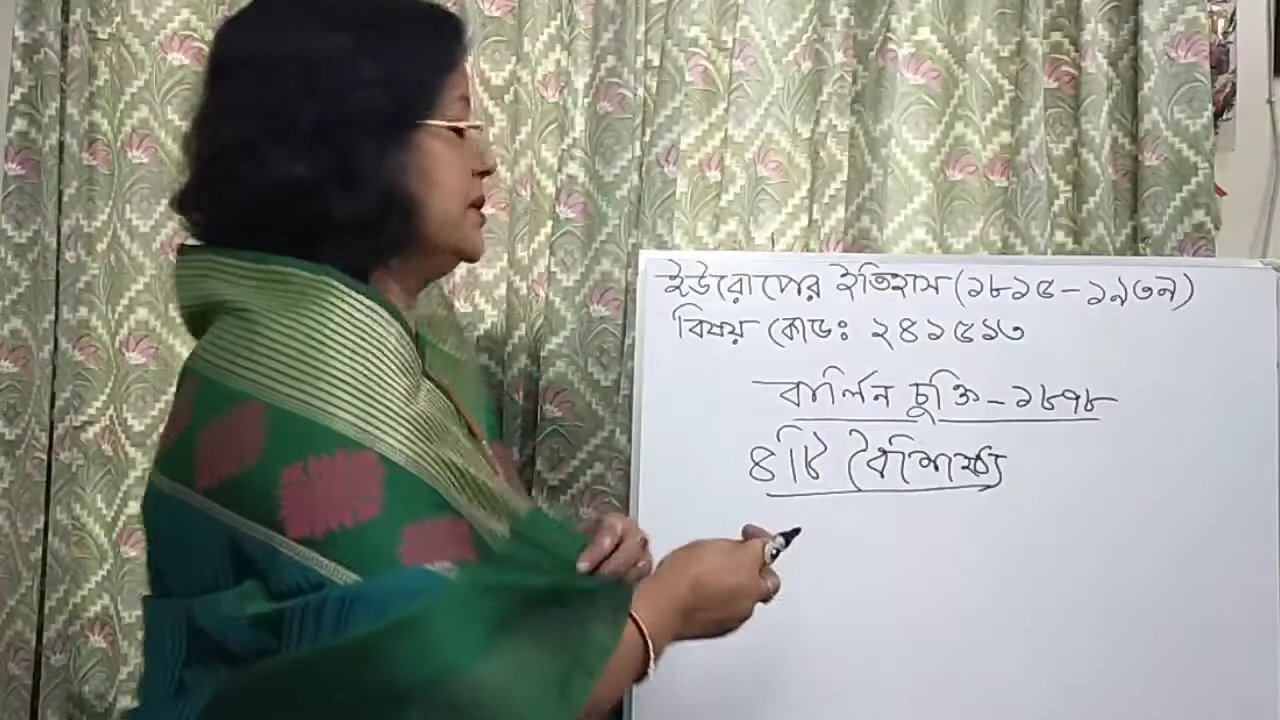 ইউরোপের ইতিহাস (১৮১৫-১৯৩৯)
বিষয় কোড: ২৪১৫১৩
বার্লিন চুক্তি - ১৮৭৮
৪টি বৈশিষ্ট্য